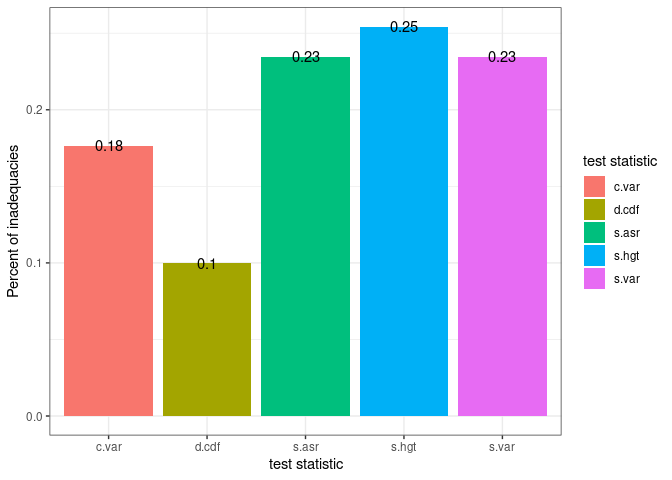 Percent of inadequacies
0.2
0.1
0.0
0.18
0.1
0.23
0.25
0.23
c.var
d.cdf
s.asr
s.hgt
s.var
test statistic
test statistic
c.var
d.cdf
s.asr
s.hgt
s.var